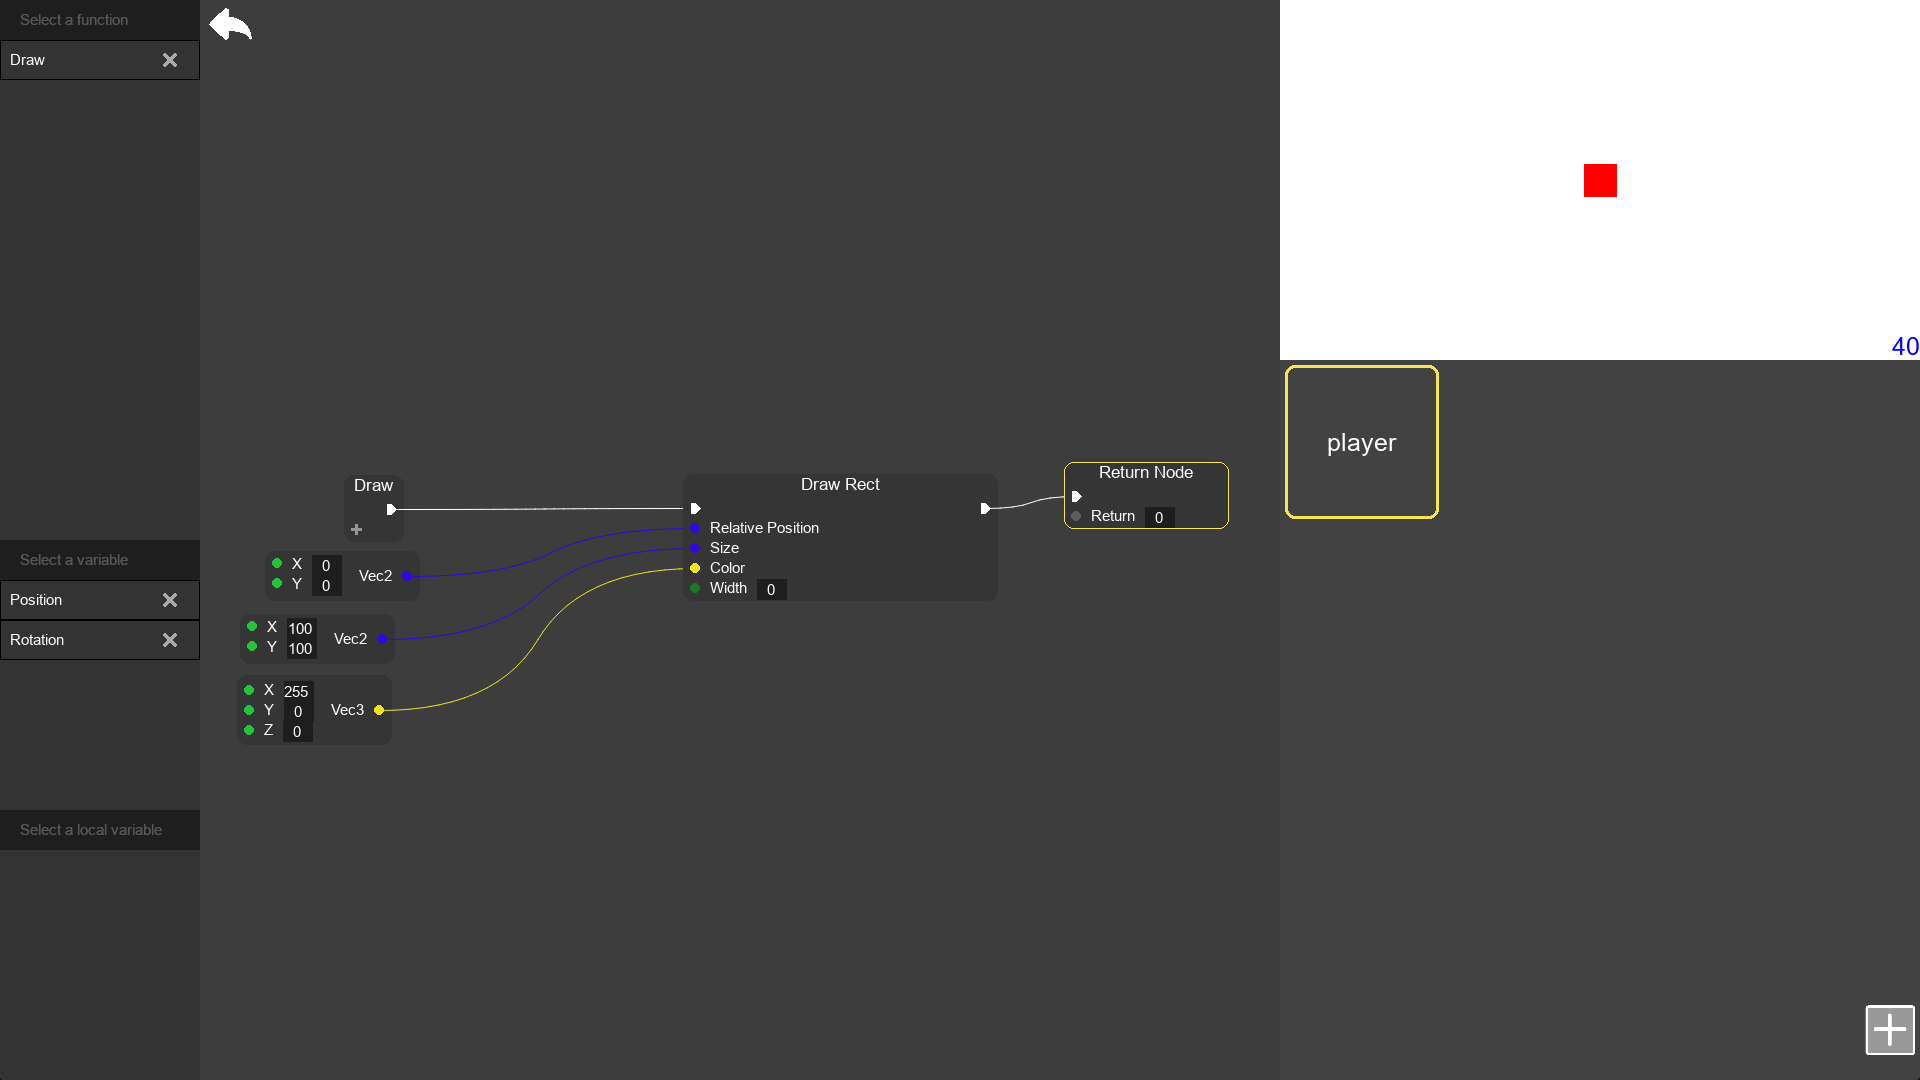 Select a function
Draw
Select a variable
Position
Rotation
Select a local variable
Draw
X 0
Y 0
Vec2
X 100
Y 100
Vec2
X 255
Y 0
Z 0
Vec3
Draw Rect
Relative Position
Size
Color
Width 0
Return Node
Return 0
40
player